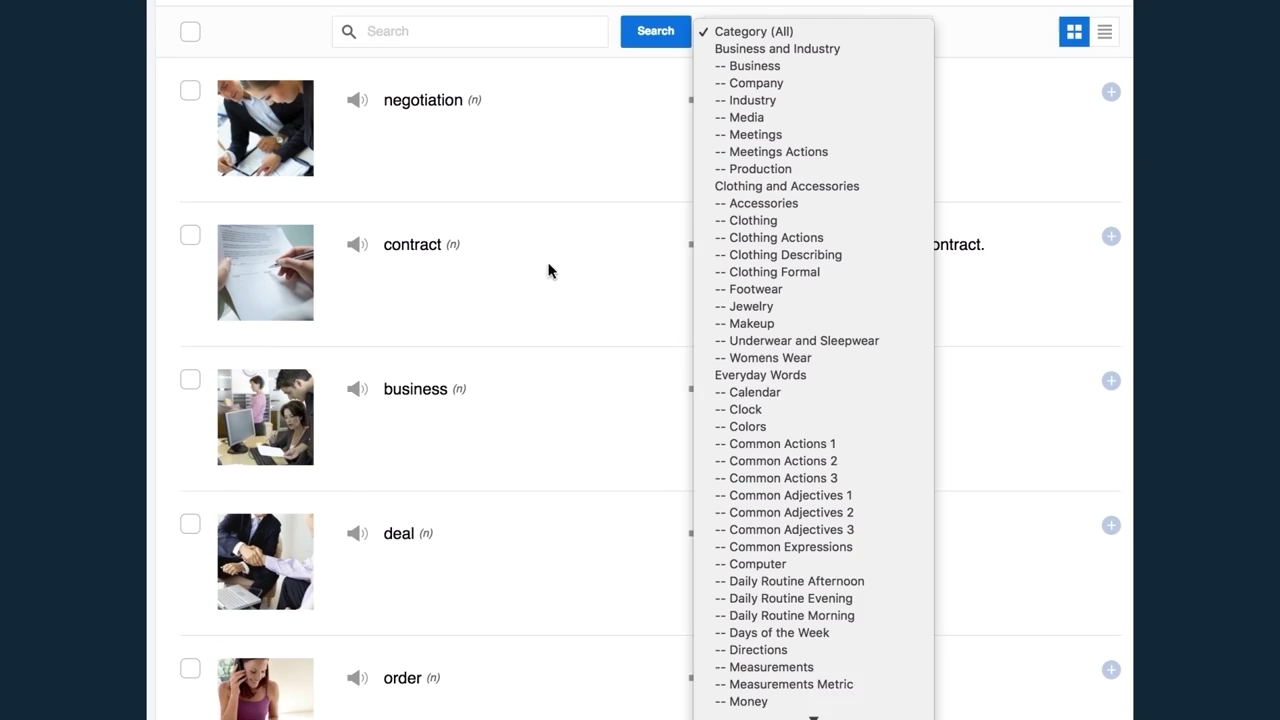 Search
Search
✓ Category (All)
Business and Industry
-- Business
-- Company
-- Industry
-- Media
-- Meetings
-- Meetings Actions
-- Production
Clothing and Accessories
-- Accessories
-- Clothing
-- Clothing Actions
-- Clothing Describing
-- Clothing Formal
-- Footwear
-- Jewelry
-- Makeup
-- Underwear and Sleepwear
-- Womens Wear
Everyday Words
-- Calendar
-- Clock
-- Colors
-- Common Actions 1
-- Common Actions 2
-- Common Actions 3
-- Common Adjectives 1
-- Common Adjectives 2
-- Common Adjectives 3
-- Common Expressions
-- Computer
-- Daily Routine Afternoon
-- Daily Routine Evening
-- Daily Routine Morning
-- Days of the Week
-- Directions
-- Measurements
-- Measurements Metric
-- Money
negotiation (n)
contract (n)
ontract.
business (n)
deal (n)
order (n)